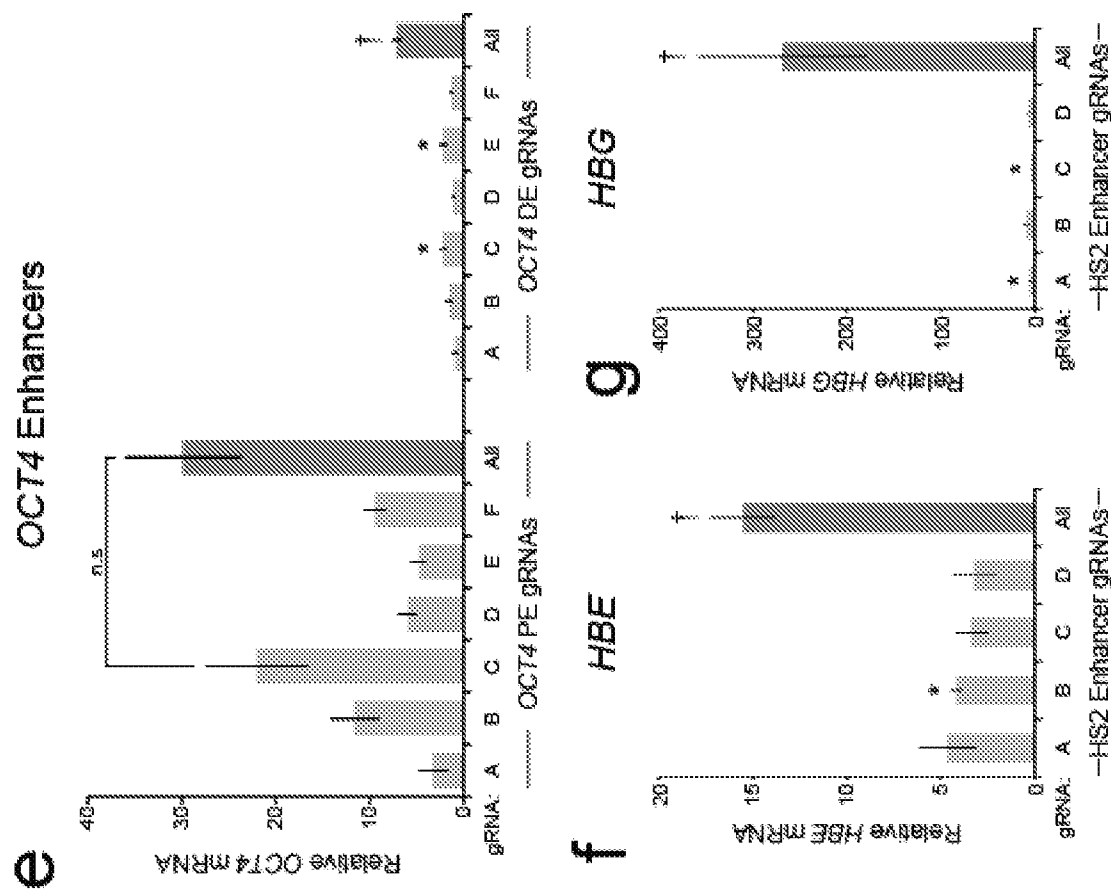 e
OCT4 Enhancers
Relative OCT4 mRNA
40
30
20
10
0
n.s
*
*
†
gRNA: A B C D E F All A B C D E F All
OCT4 PE gRNAs
OCT4 DE gRNAs
f
HBE
Relative HBE mRNA
20
15
10
5
0
*
†
gRNA: A B C D All
HS2 Enhancer gRNAs
g
HBG
Relative HBG mRNA
400
300
200
100
0
*
*
†
gRNA: A B C D All
HS2 Enhancer gRNAs